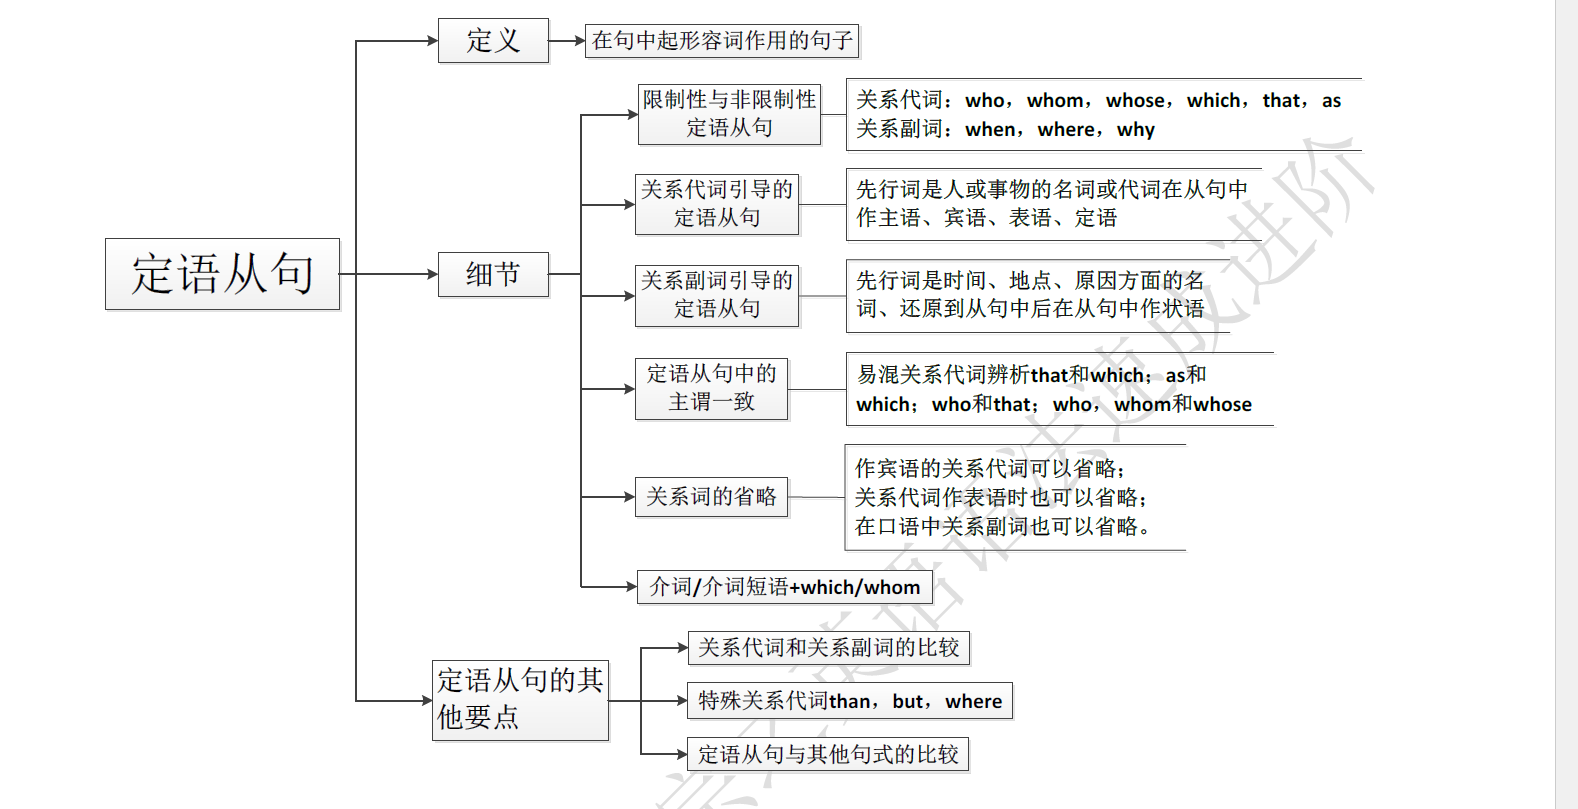 定语从句
定义
在句中起形容词作用的句子
细节
限制性与非限制性
定语从句
关系代词：who，whom，whose，which，that，as
关系副词：when，where，why
关系代词引导的
定语从句
先行词是人或事物的名词或代词在从句中
作主语、宾语、表语、定语
关系副词引导的
定语从句
先行词是时间、地点、原因方面的名
词、还原到从句中后在从句中作状语
定语从句中的
主谓一致
易混关系代词辨析that和which；as和
which；who和that；who，whom和whose
关系词的省略
作宾语的关系代词可以省略；
关系代词作表语时也可以省略；
在口语中关系副词也可以省略。
介词/介词短语+which/whom
定语从句的其
他要点
关系代词和关系副词的比较
特殊关系代词than，but，where
定语从句与其他句式的比较
英语语法速成进阶